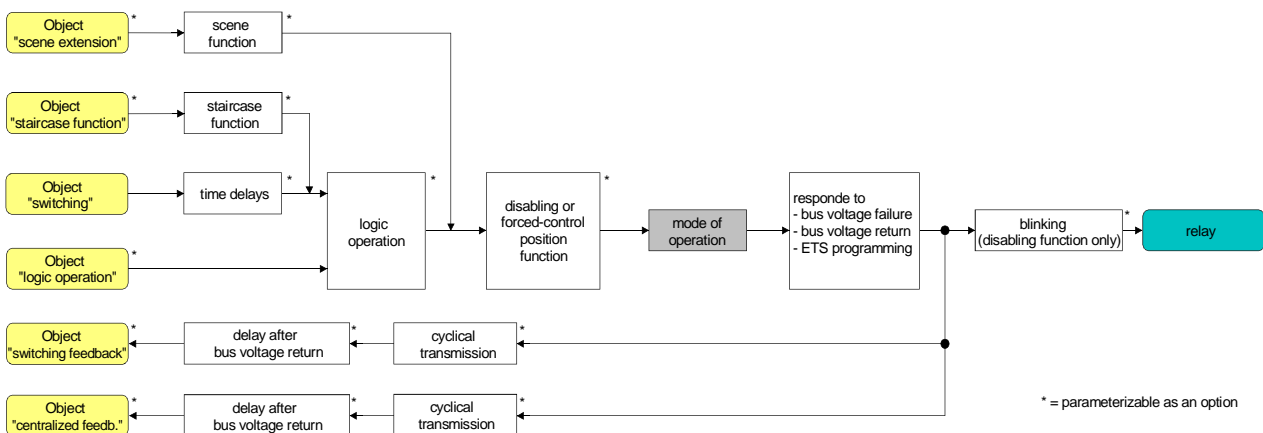 Object
"scene extension"
*
scene
function
*
Object
"staircase function"
*
staircase
function
*
Object
"switching"
time delays
*
logic
operation
*
disabling or
forced-control
position
function
*
mode of
operation
responde to
- bus voltage failure
- bus voltage return
- ETS programming
blinking
(disabling function only)
*
relay
Object
"logic operation"
*
Object
"switching feedback"
*
delay after
bus voltage return
*
cyclical
transmission
*
Object
"centralized feedb."
*
delay after
bus voltage return
*
cyclical
transmission
*
* = parameterizable as an option